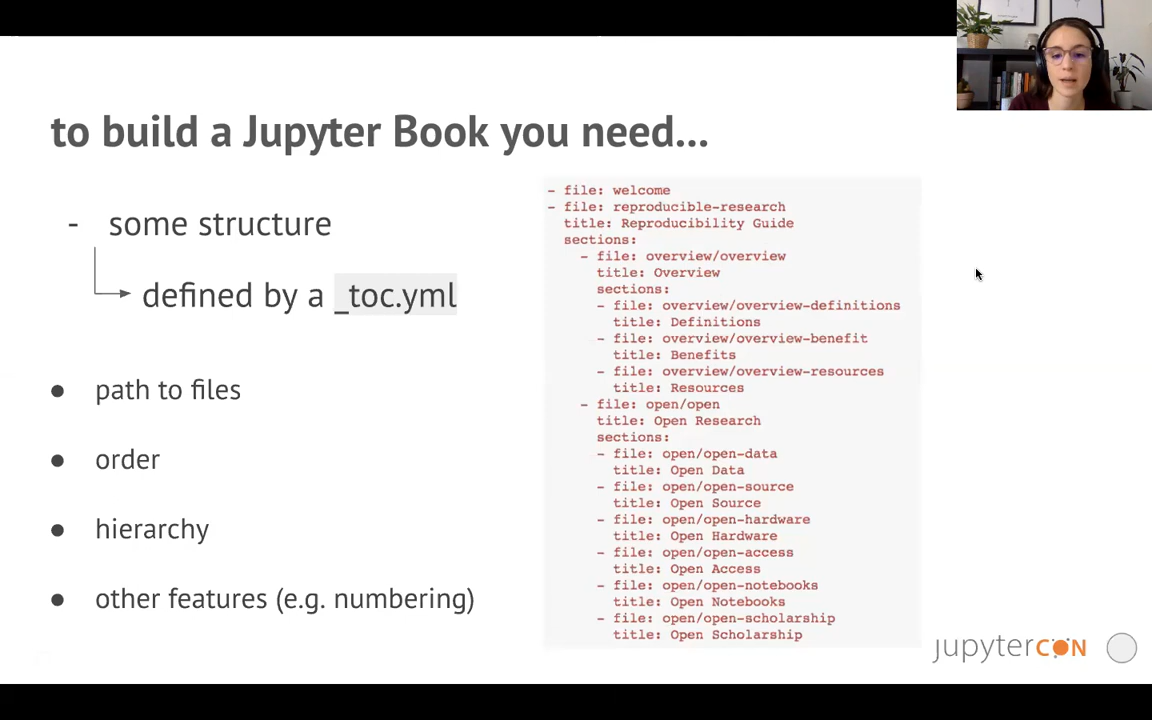 to build a Jupyter Book you need...
- some structure
defined by a _toc.yml
● path to files
● order
● hierarchy
● other features (e.g. numbering)
- file: welcome
- file: reproducible-research
  title: Reproducibility Guide
  sections:
    - file: overview/overview
      title: Overview
      sections:
      - file: overview/overview-definitions
        title: Definitions
      - file: overview/overview-benefit
        title: Benefits
      - file: overview/overview-resources
        title: Resources
    - file: open/open
      title: Open Research
      sections:
      - file: open/open-data
        title: Open Data
      - file: open/open-source
        title: Open Source
      - file: open/open-hardware
        title: Open Hardware
      - file: open/open-access
        title: Open Access
      - file: open/open-notebooks
        title: Open Notebooks
      - file: open/open-scholarship
        title: Open Scholarship
jupytercon